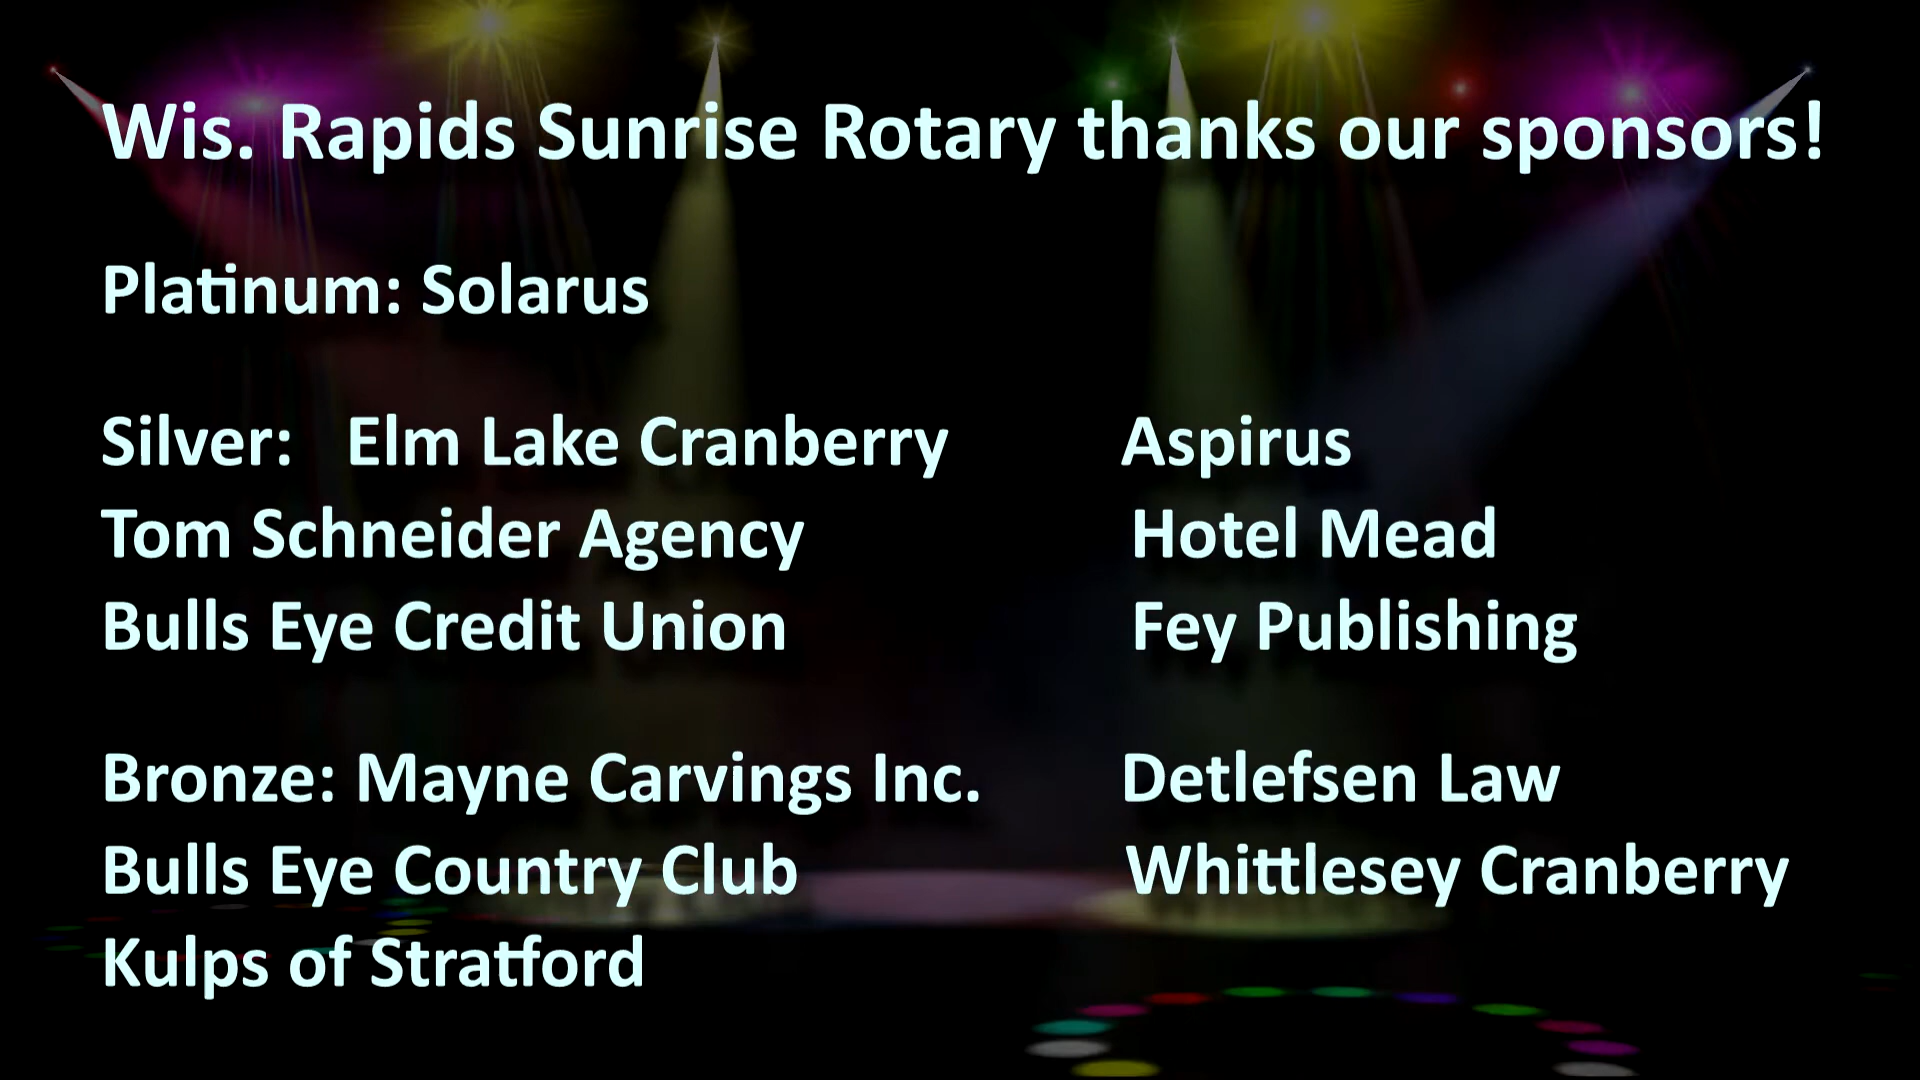 Wis. Rapids Sunrise Rotary thanks our sponsors!
Platinum: Solarus
Silver: Elm Lake Cranberry Aspirus
Tom Schneider Agency Hotel Mead
Bulls Eye Credit Union Fey Publishing
Bronze: Mayne Carvings Inc. Detlefsen Law
Bulls Eye Country Club Whittlesey Cranberry
Kulps of Stratford